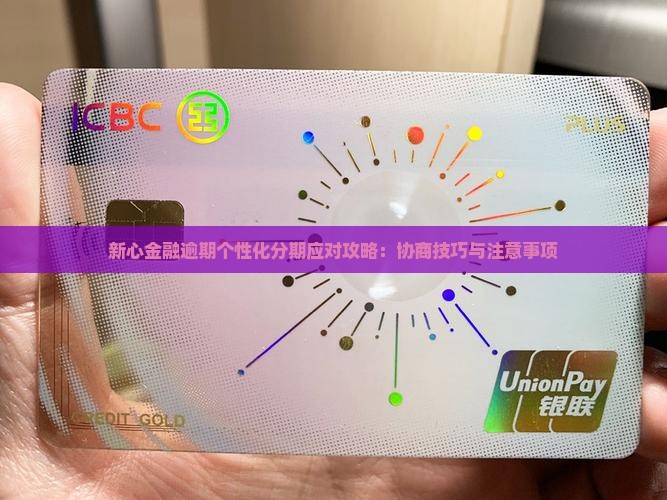 ICBC
PLUS
新心金融逾期个性化分期应对攻略：协商技巧与注意事项
CREDIT GOLD
UnionPay
银联